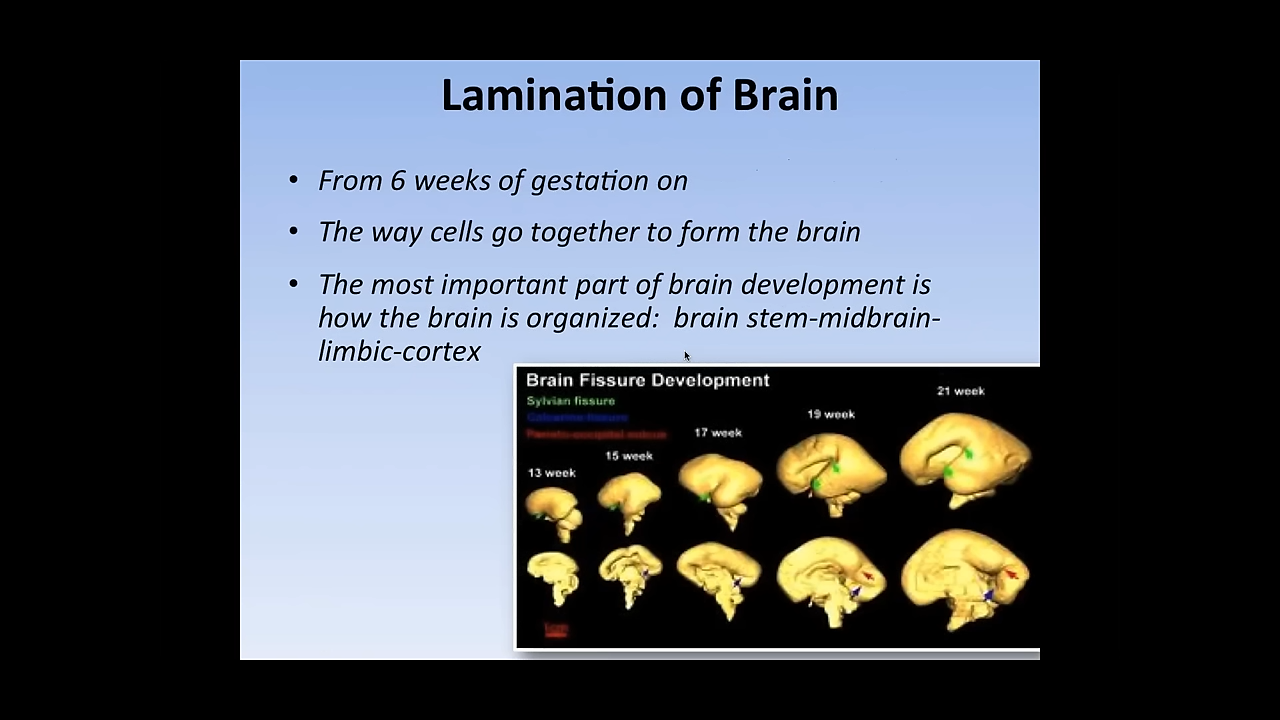 Lamination of Brain
• From 6 weeks of gestation on
• The way cells go together to form the brain
• The most important part of brain development is
how the brain is organized:  brain stem-midbrain-
limbic-cortex
Brain Fissure Development
Sylvian fissure
Calcarine fissure
21 week
19 week
17 week
15 week
13 week